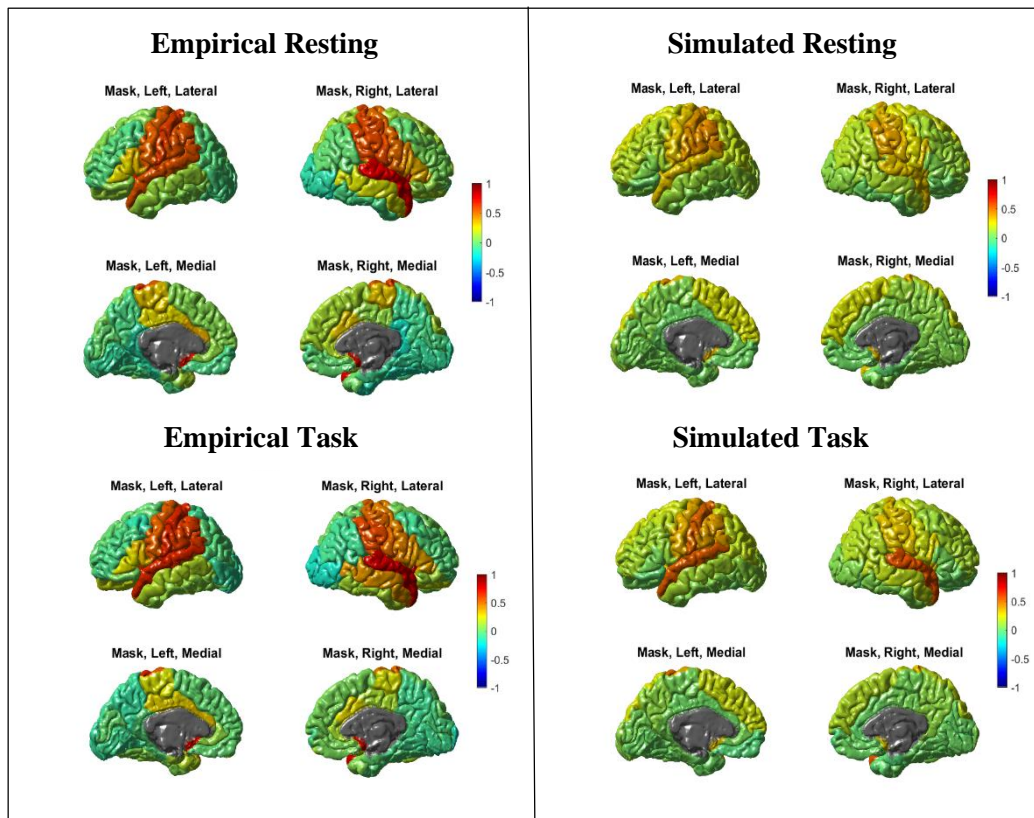 Empirical Resting
Mask, Left, Lateral
Mask, Right, Lateral
1
0.5
0
-0.5
-1
Mask, Left, Medial
Mask, Right, Medial
Simulated Resting
Mask, Left, Lateral
Mask, Right, Lateral
1
0.5
0
-0.5
-1
Mask, Left, Medial
Mask, Right, Medial
Empirical Task
Mask, Left, Lateral
Mask, Right, Lateral
1
0.5
0
-0.5
-1
Mask, Left, Medial
Mask, Right, Medial
Simulated Task
Mask, Left, Lateral
Mask, Right, Lateral
1
0.5
0
-0.5
-1
Mask, Left, Medial
Mask, Right, Medial